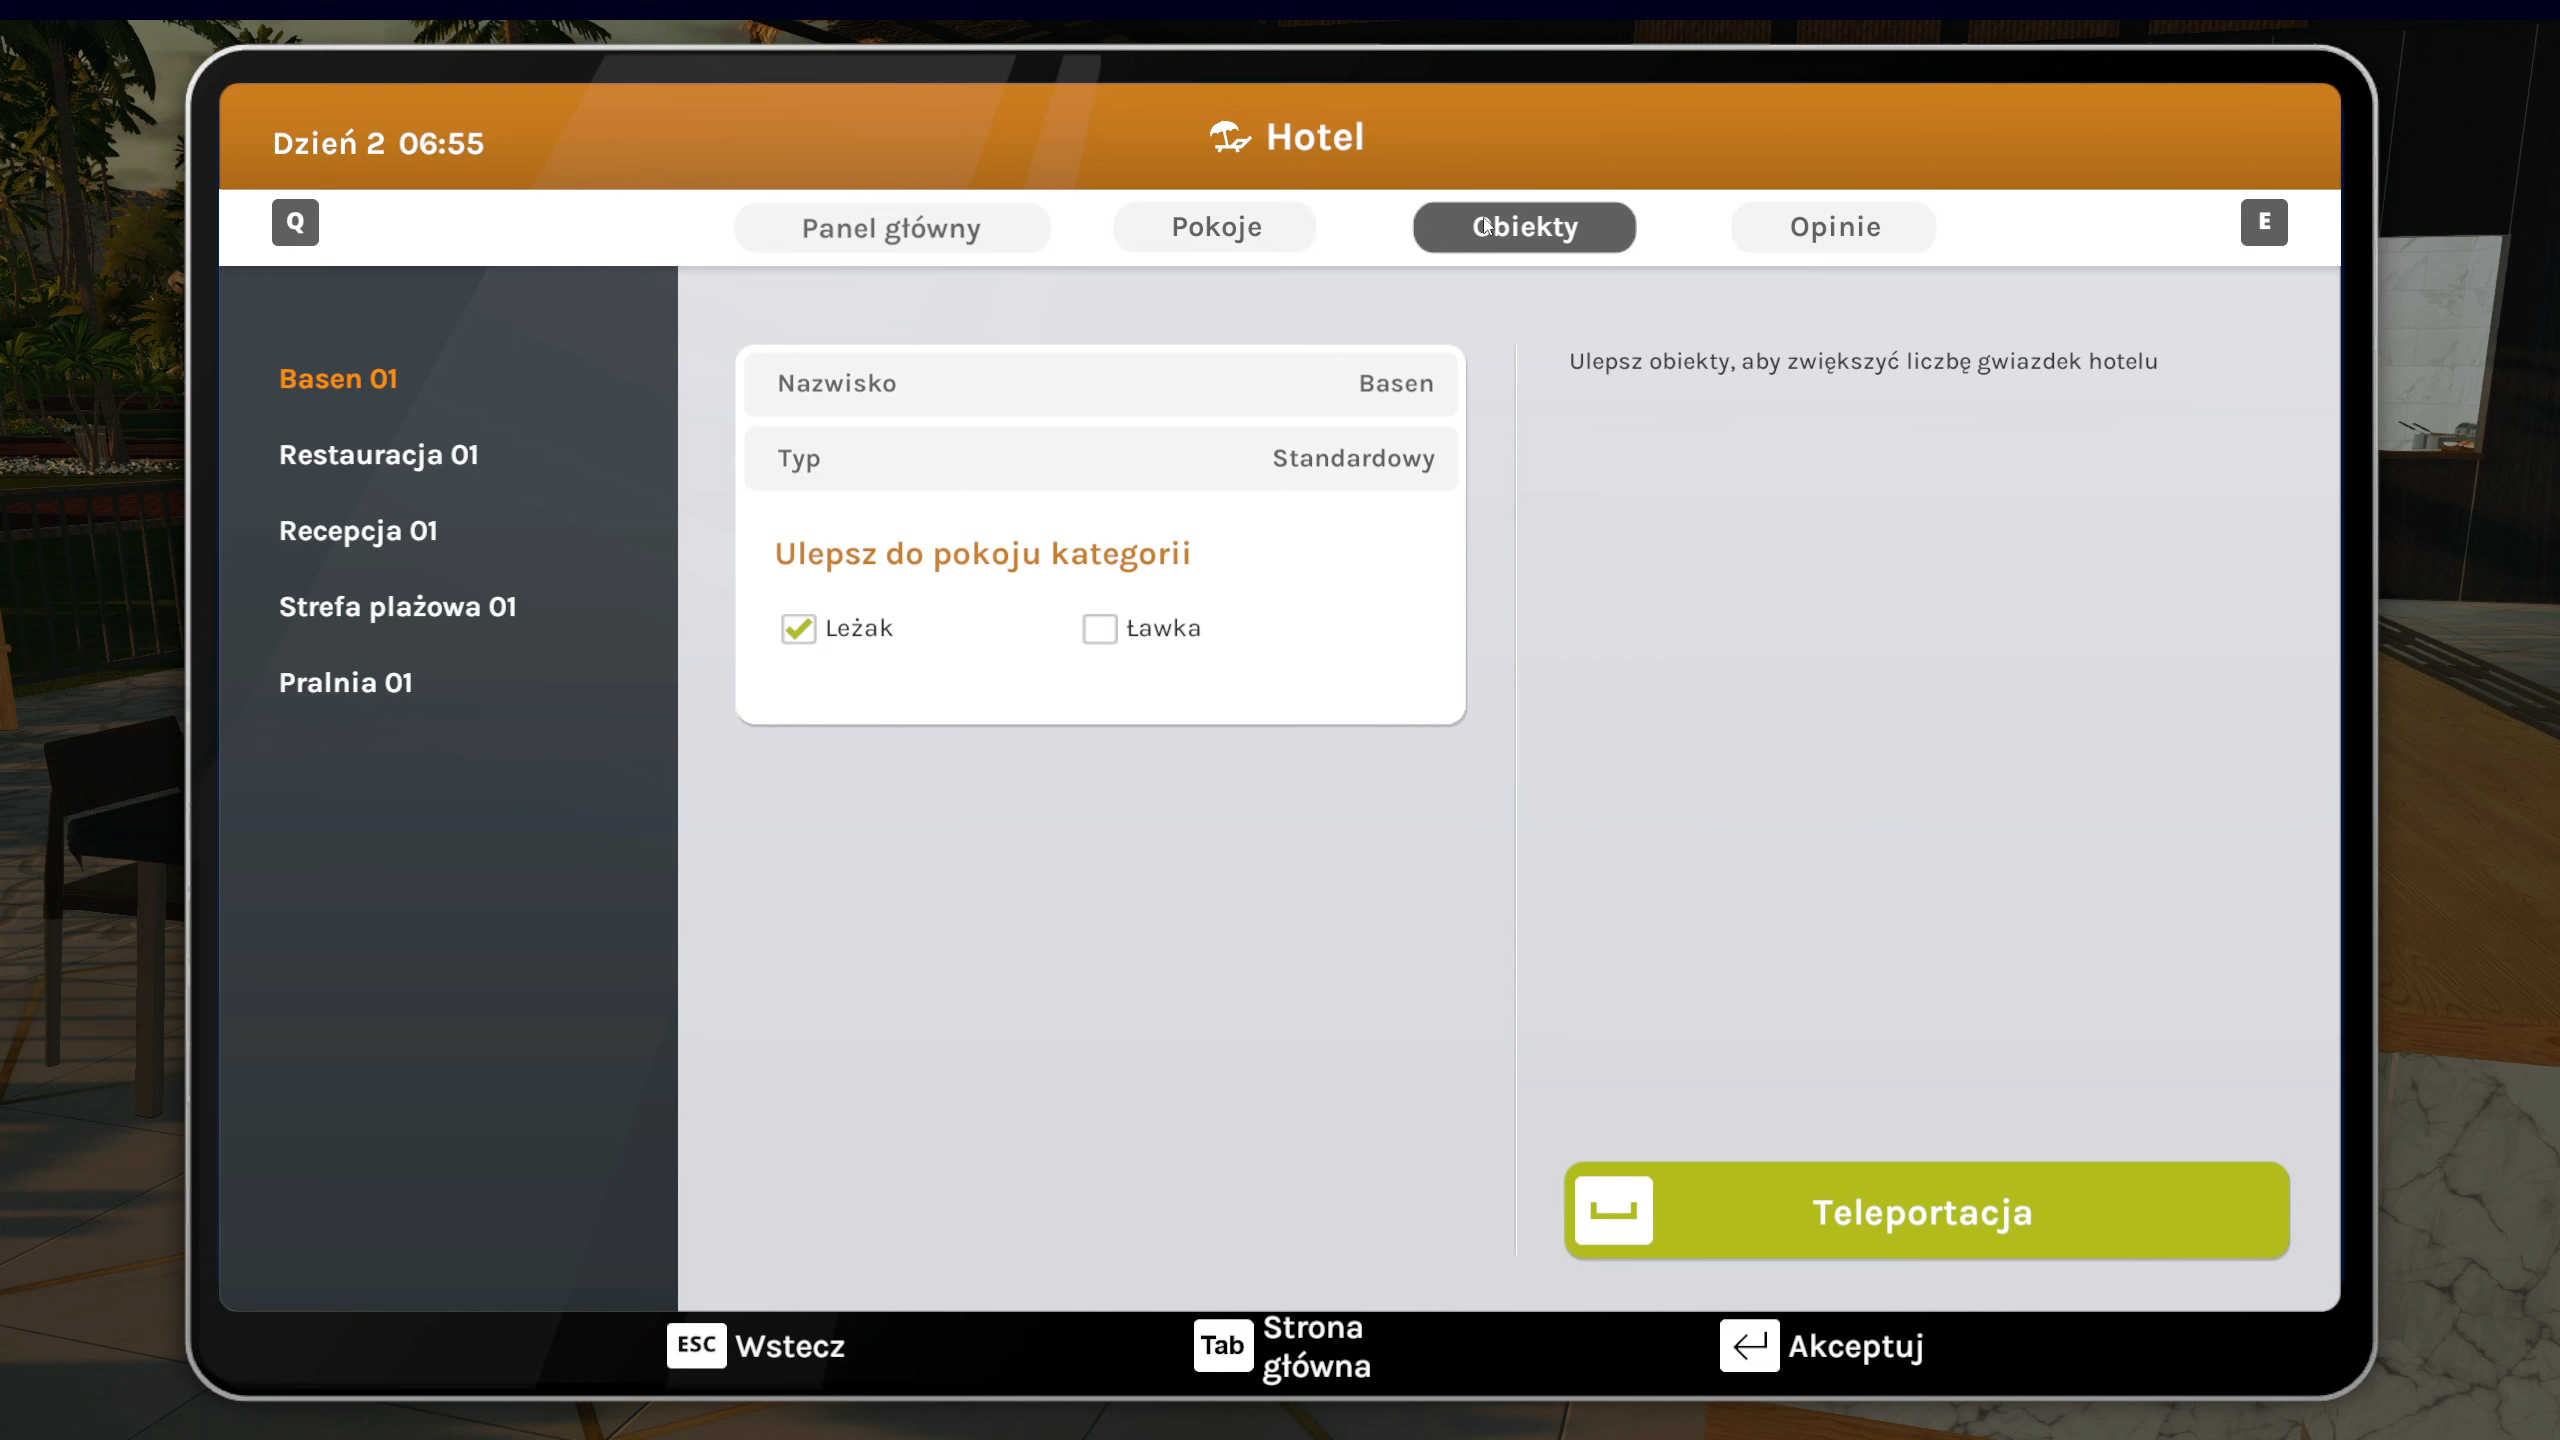 Dzień 2 06:55
Hotel
Q
Panel główny
Pokoje
Obiekty
Opinie
E
Basen 01
Restauracja 01
Recepcja 01
Strefa plażowa 01
Pralnia 01
Nazwisko Basen
Typ Standardowy
Ulepsz do pokoju kategorii
Leżak
Ławka
Ulepsz obiekty, aby zwiększyć liczbę gwiazdek hotelu
Teleportacja
ESC Wstecz
Tab Strona
główna
Akceptuj